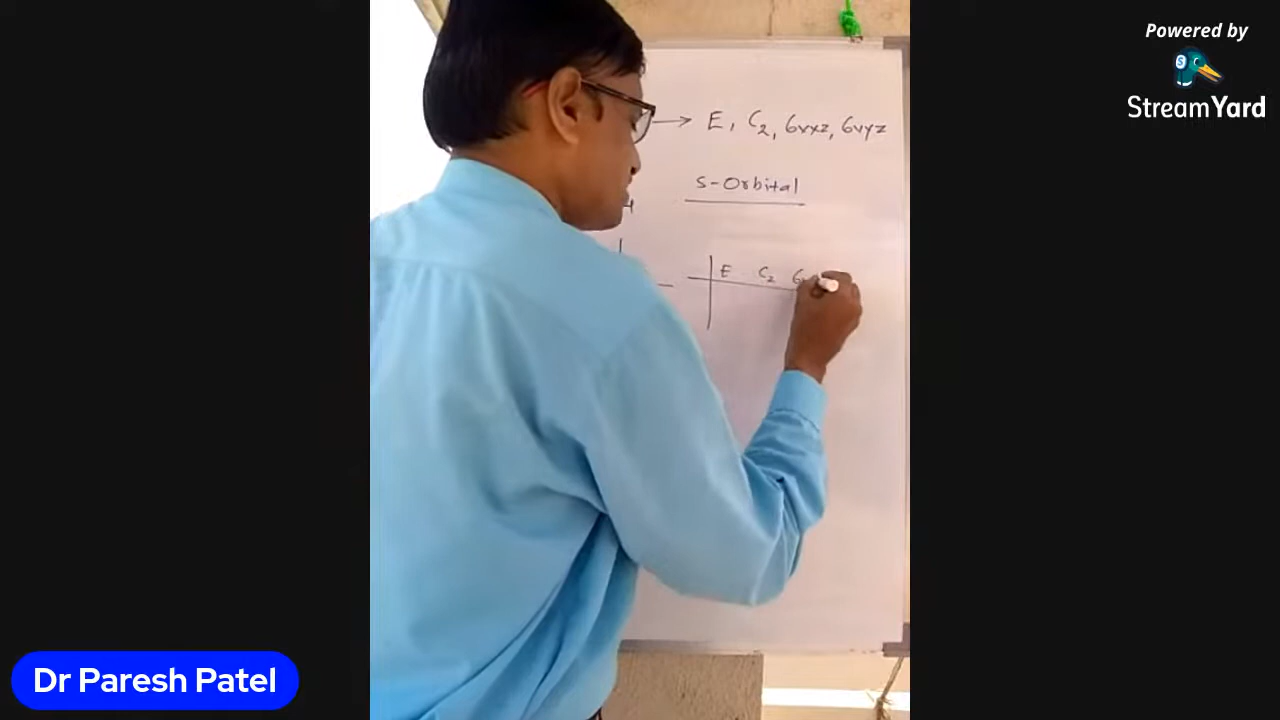 Powered by
StreamYard
→ E, C₂, σvxz, σvyz
S-Orbital
E C₂
Dr Paresh Patel